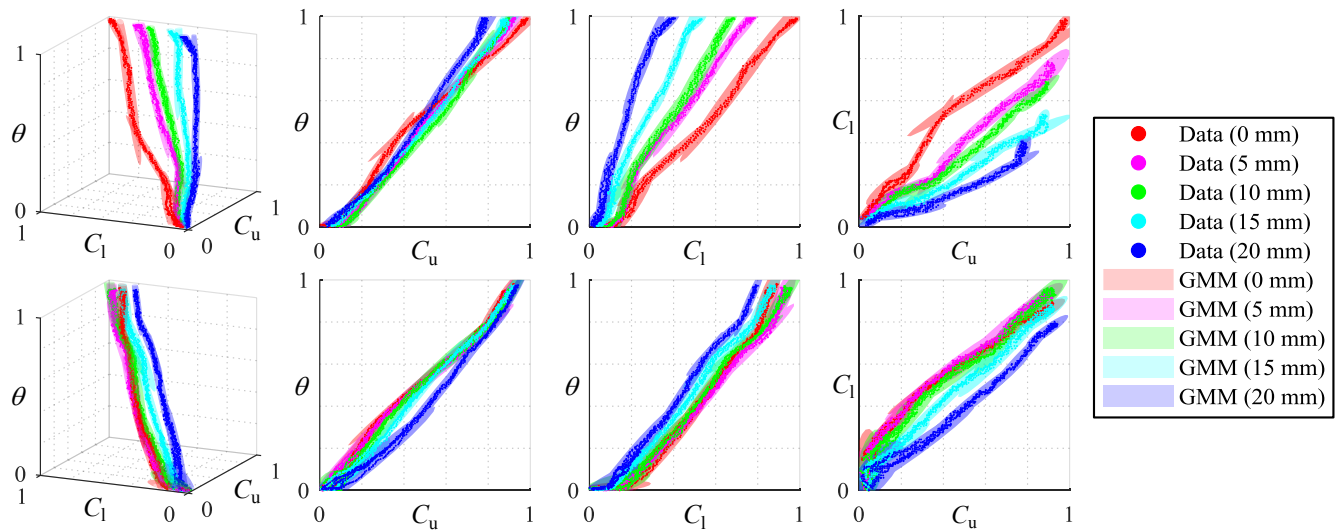 1
θ
0
1
C_l
0
0
C_u
1
1
θ
0
0
C_u
1
1
θ
0
0
C_l
1
1
C_l
0
0
C_u
1
Data (0 mm)
Data (5 mm)
Data (10 mm)
Data (15 mm)
Data (20 mm)
GMM (0 mm)
GMM (5 mm)
GMM (10 mm)
GMM (15 mm)
GMM (20 mm)
1
θ
0
1
C_l
0
0
C_u
1
1
θ
0
0
C_u
1
1
θ
0
0
C_l
1
1
C_l
0
0
C_u
1